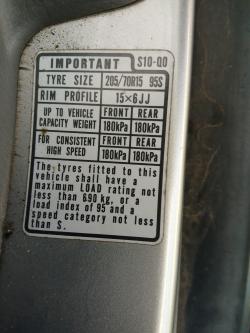 IMPORTANT S10-00
TYRE SIZE 205/70R15 95S
RIM PROFILE 15×6JJ
UP TO VEHICLE CAPACITY WEIGHT FRONT 180kPa REAR 180kPa
FOR CONSISTENT HIGH SPEED FRONT 180kPa REAR 180kPa
The tyres fitted to this
vehicle shall have a
maximum LOAD rating not
less than 690 kg, or a
load index of 95 and a
speed category not less
than S.